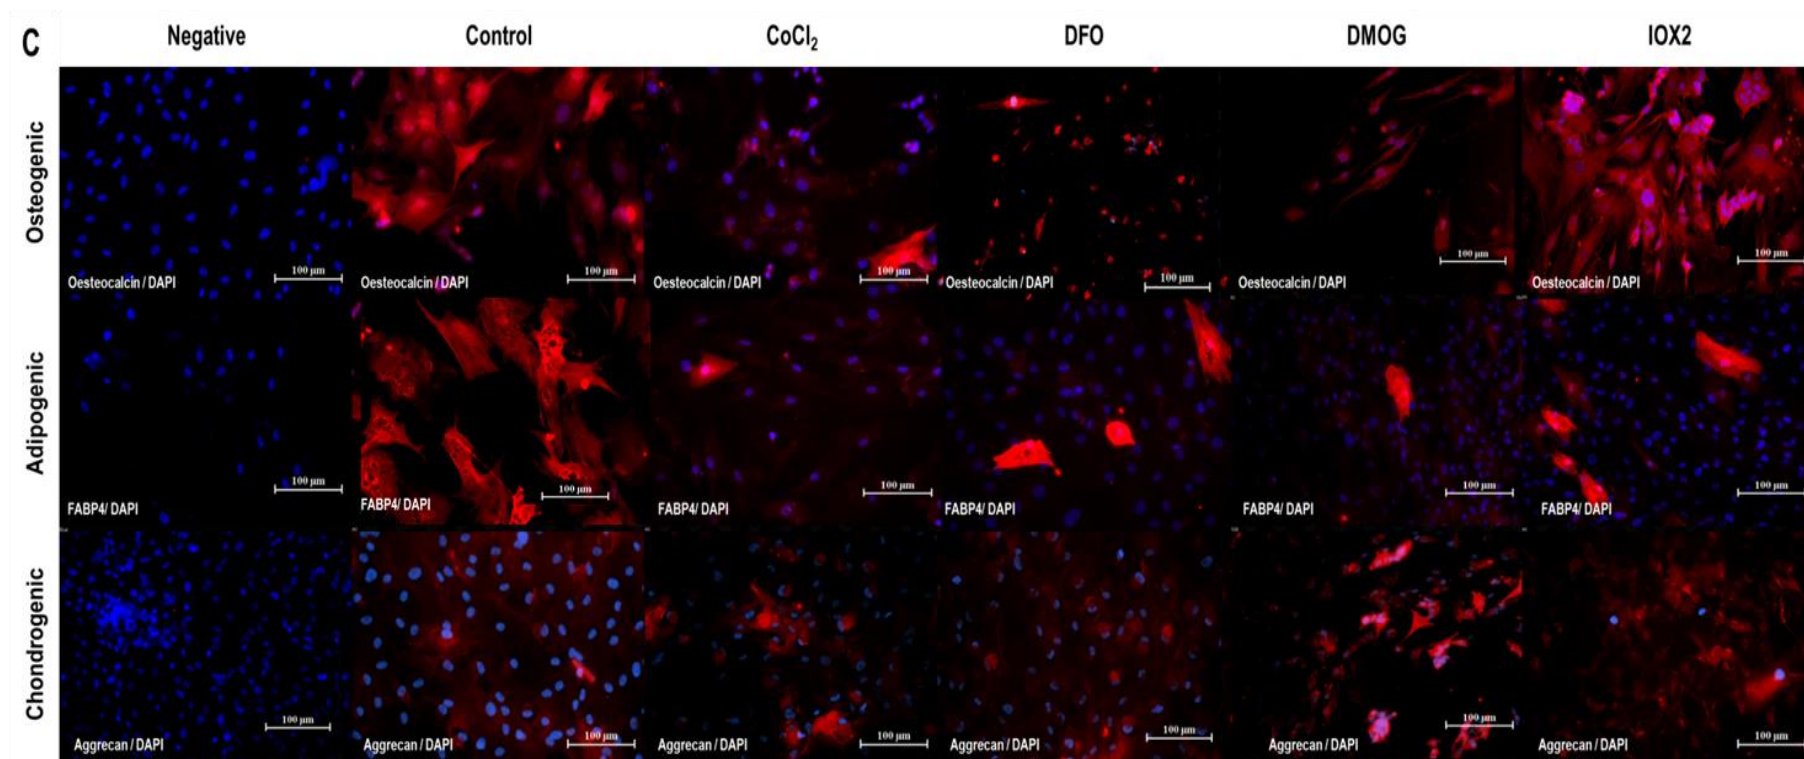 C
Negative
Control
CoCl₂
DFO
DMOG
IOX2
Osteogenic
100 µm
100 µm
100 µm
100 µm
100 µm
100 µm
Oesteocalcin / DAPI
Oesteocalcin / DAPI
Oesteocalcin / DAPI
Oesteocalcin / DAPI
Oesteocalcin / DAPI
Oesteocalcin / DAPI
Adipogenic
100 µm
100 µm
100 µm
100 µm
100 µm
100 µm
FABP4/ DAPI
FABP4/ DAPI
FABP4/ DAPI
FABP4/ DAPI
FABP4/ DAPI
FABP4/ DAPI
Chondrogenic
100 µm
100 µm
100 µm
100 µm
100 µm
100 µm
Aggrecan / DAPI
Aggrecan / DAPI
Aggrecan / DAPI
Aggrecan / DAPI
Aggrecan / DAPI
Aggrecan / DAPI